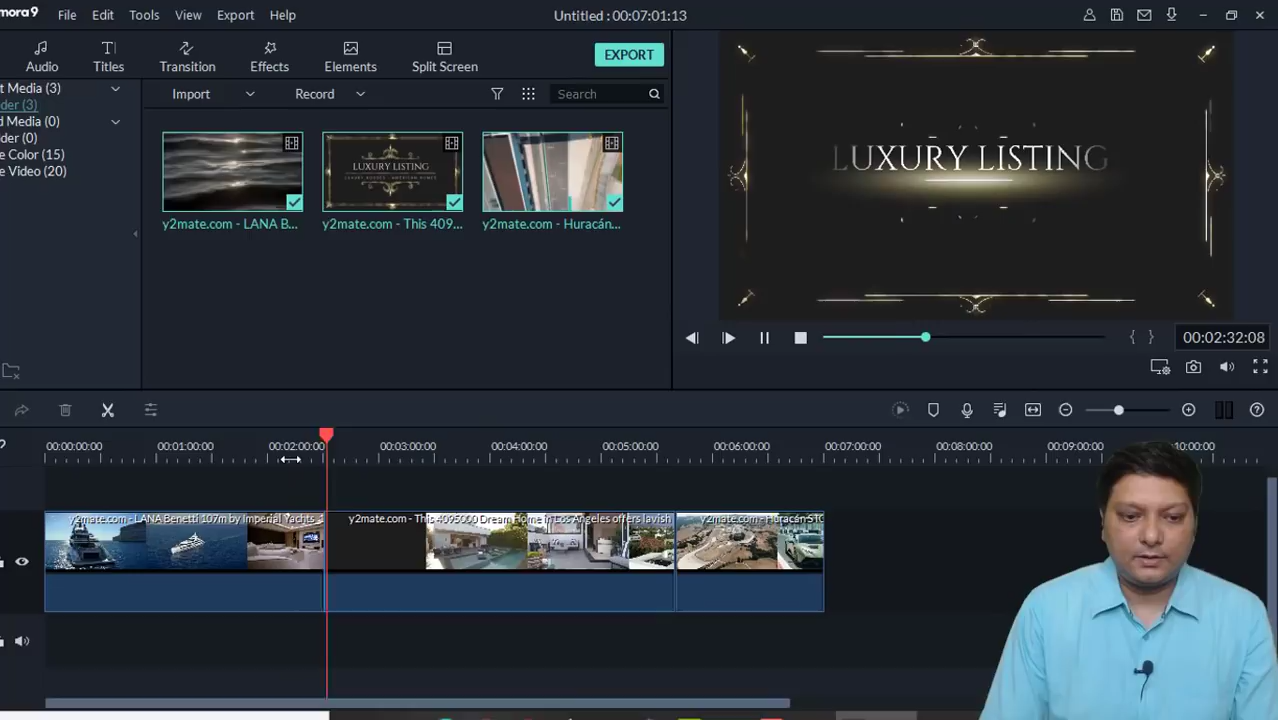 mora9 File Edit Tools View Export Help Untitled : 00:07:01:13
Audio Titles Transition Effects Elements Split Screen EXPORT
t Media (3)
der (3)
d Media (0)
der (0)
e Color (15)
e Video (20)
Import Record Search
LUXURY LISTING
y2mate.com - LANA B... y2mate.com - This 409... y2mate.com - Huracán...
LUXURY LISTING
00:02:32:08
00:00:00:00 00:01:00:00 00:02:00:00 00:03:00:00 00:04:00:00 00:05:00:00 00:06:00:00 00:07:00:00 00:08:00:00 00:09:00:00 00:10:00:00
y2mate.com - LANA Benetti 107m by Imperial Yachts_1 y2mate.com - This 4095000 Dream Home in Los Angeles offers lavish y2mate.com - Huracán STO